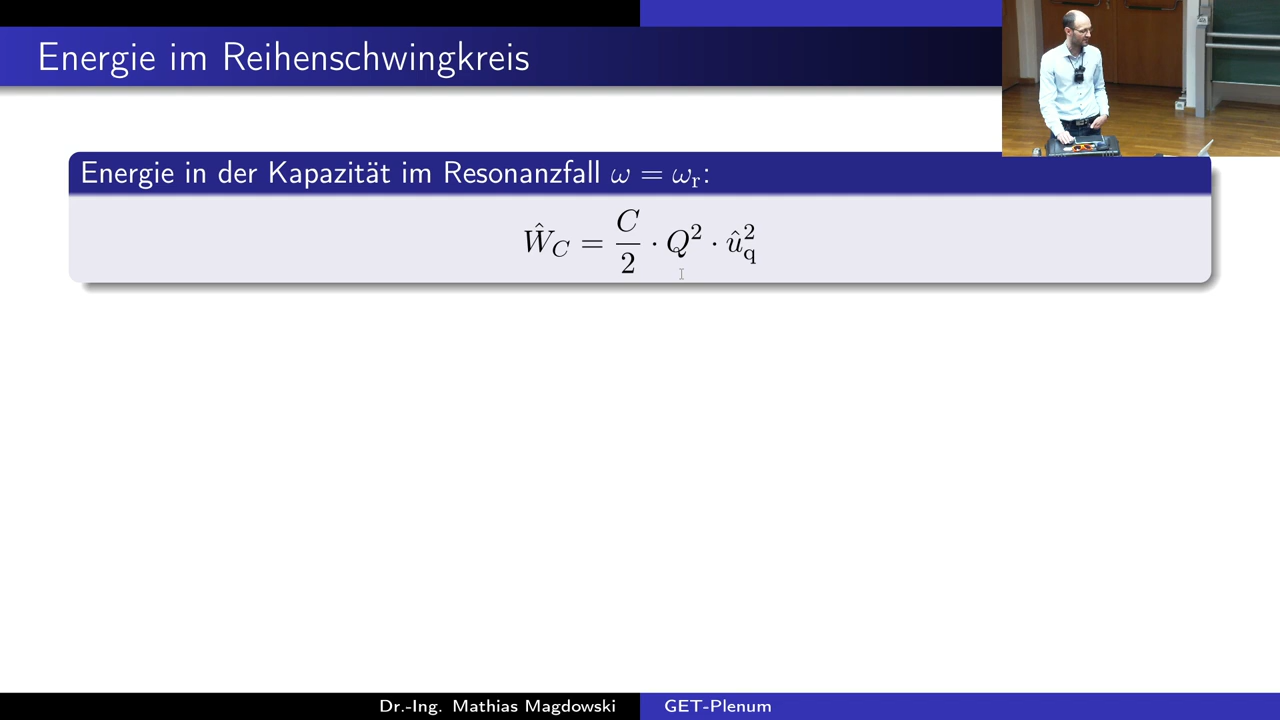 Energie im Reihenschwingkreis
Energie in der Kapazität im Resonanzfall ω = ωᵣ:
Ŵ_C = C/2 · Q² · û_q²
Dr.-Ing. Mathias Magdowski
GET-Plenum